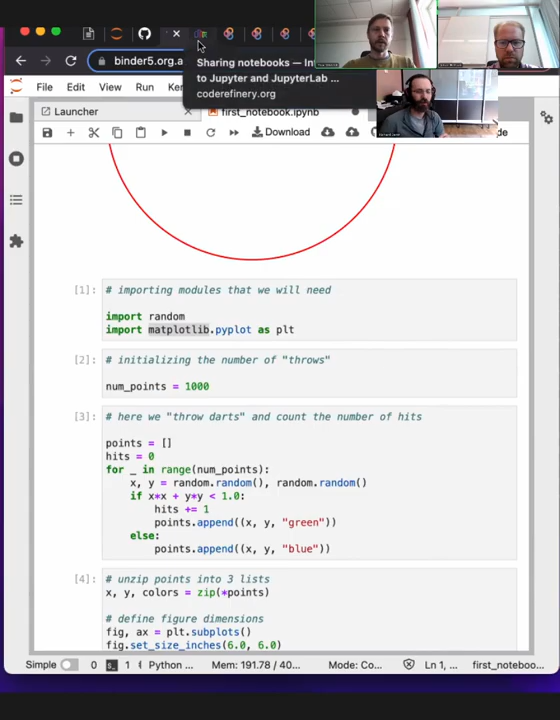 binder5.org.a
Sharing notebooks — In
to Jupyter and JupyterLab ...
coderefinery.org
File Edit View Run
Launcher
first_notebook.ipynb
Download
de
[1]:
# importing modules that we will need
import random
import matplotlib.pyplot as plt
[2]:
# initializing the number of "throws"
num_points = 1000
[3]:
# here we "throw darts" and count the number of hits
points = []
hits = 0
for _ in range(num_points):
x, y = random.random(), random.random()
if x*x + y*y < 1.0:
hits += 1
points.append((x, y, "green"))
else:
points.append((x, y, "blue"))
[4]:
# unzip points into 3 lists
x, y, colors = zip(*points)
# define figure dimensions
fig, ax = plt.subplots()
fig.set_size_inches(6.0, 6.0)
Simple 0 1 Python ... Mem: 191.78 / 40... Mode: Co... Ln 1, ... first_noteboo...